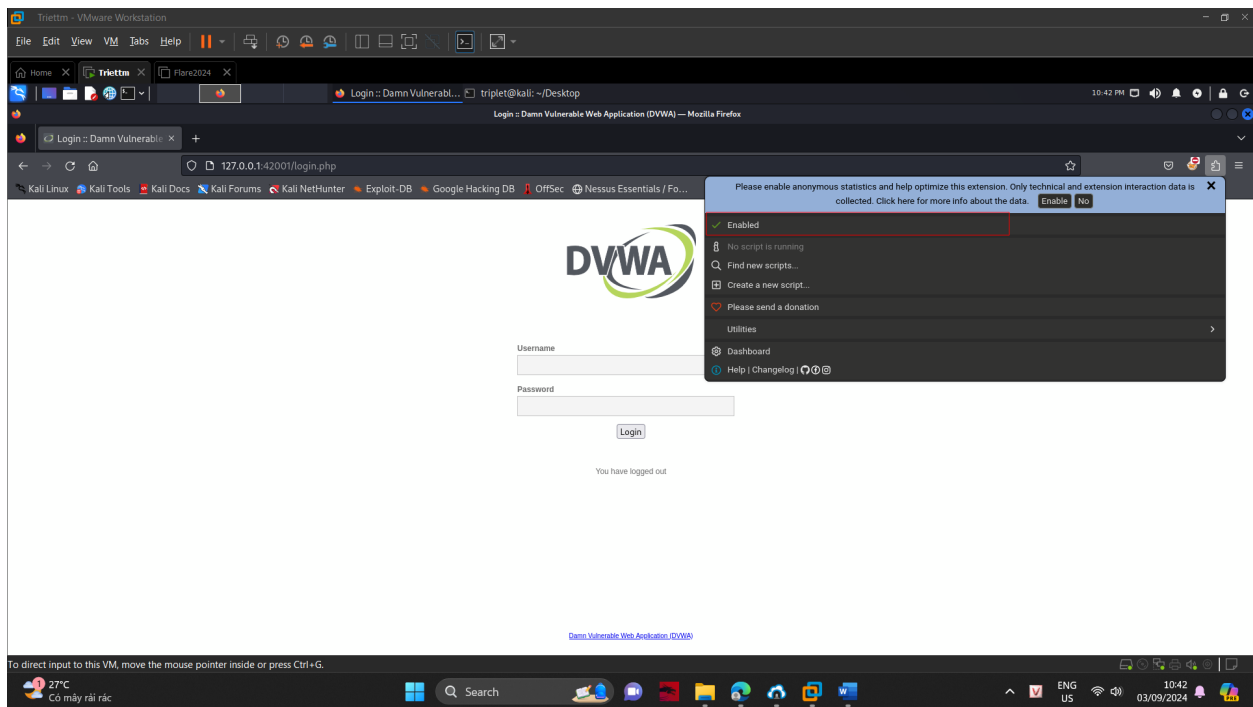 Triettm - VMware Workstation
File Edit View VM Tabs Help
Home Triettm Flare2024
Login :: Damn Vulnerabl... triplet@kali: ~/Desktop 10:42 PM
Login :: Damn Vulnerable Web Application (DVWA) — Mozilla Firefox
Login :: Damn Vulnerable
127.0.0.1:42001/login.php
Kali Linux Kali Tools Kali Docs Kali Forums Kali NetHunter Exploit-DB Google Hacking DB OffSec Nessus Essentials / Fo...
Please enable anonymous statistics and help optimize this extension. Only technical and extension interaction data is
collected. Click here for more info about the data. Enable No
Enabled
No script is running
Find new scripts...
Create a new script...
Please send a donation
Utilities
Dashboard
Help | Changelog |
DVWA
Username
Password
Login
You have logged out
Damn Vulnerable Web Application (DVWA)
To direct input to this VM, move the mouse pointer inside or press Ctrl+G.
1
27°C
Có mây rải rác
Search
V
ENG
US
10:42
03/09/2024